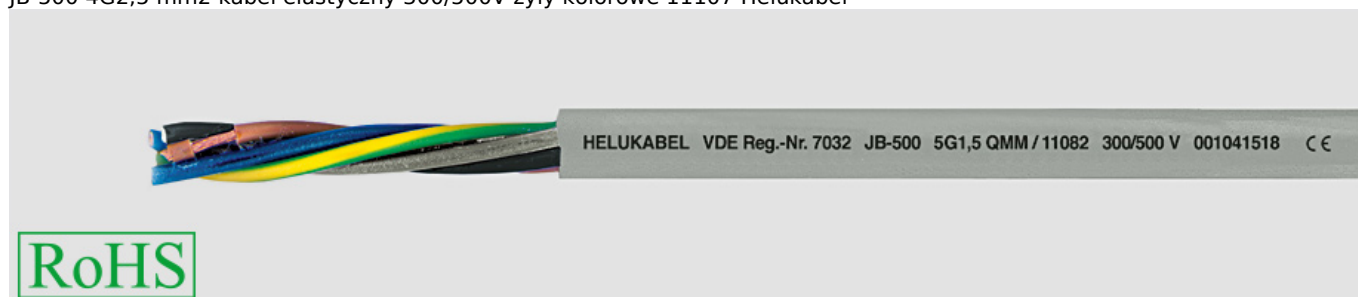 JB-500 4G2,5 mm2 kabel elastyczny 300/500V żyły kolorowe 11107 Helukabel
HELUKABEL VDE Reg.-Nr. 7032 JB-500 5G1,5 QMM / 11082 300/500 V 001041518 CE
RoHS